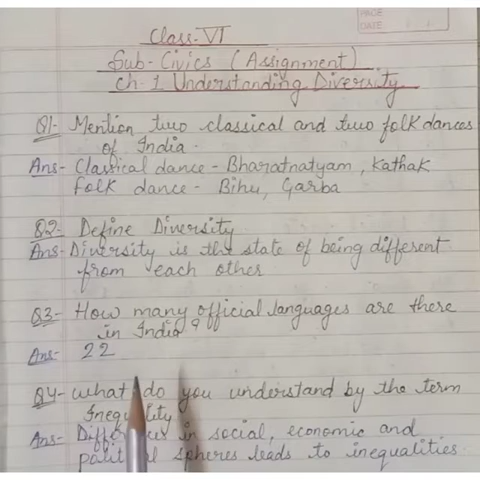 PAGE
DATE
Class-VI
Sub- Civics (Assignment)
Ch-1 Understanding Diversity
Q1- Mention two classical and two folk dances
of India.
Ans- Classical dance - Bharatnatyam, Kathak
Folk dance - Bihu, Garba
Q2- Define Diversity
Ans- Diversity is the state of being different
from each other
Q3- How many official languages are there
in India?
Ans- 22
Q4- What do you understand by the term
Inequality
Ans- in social, economic and
political spheres leads to inequalities.